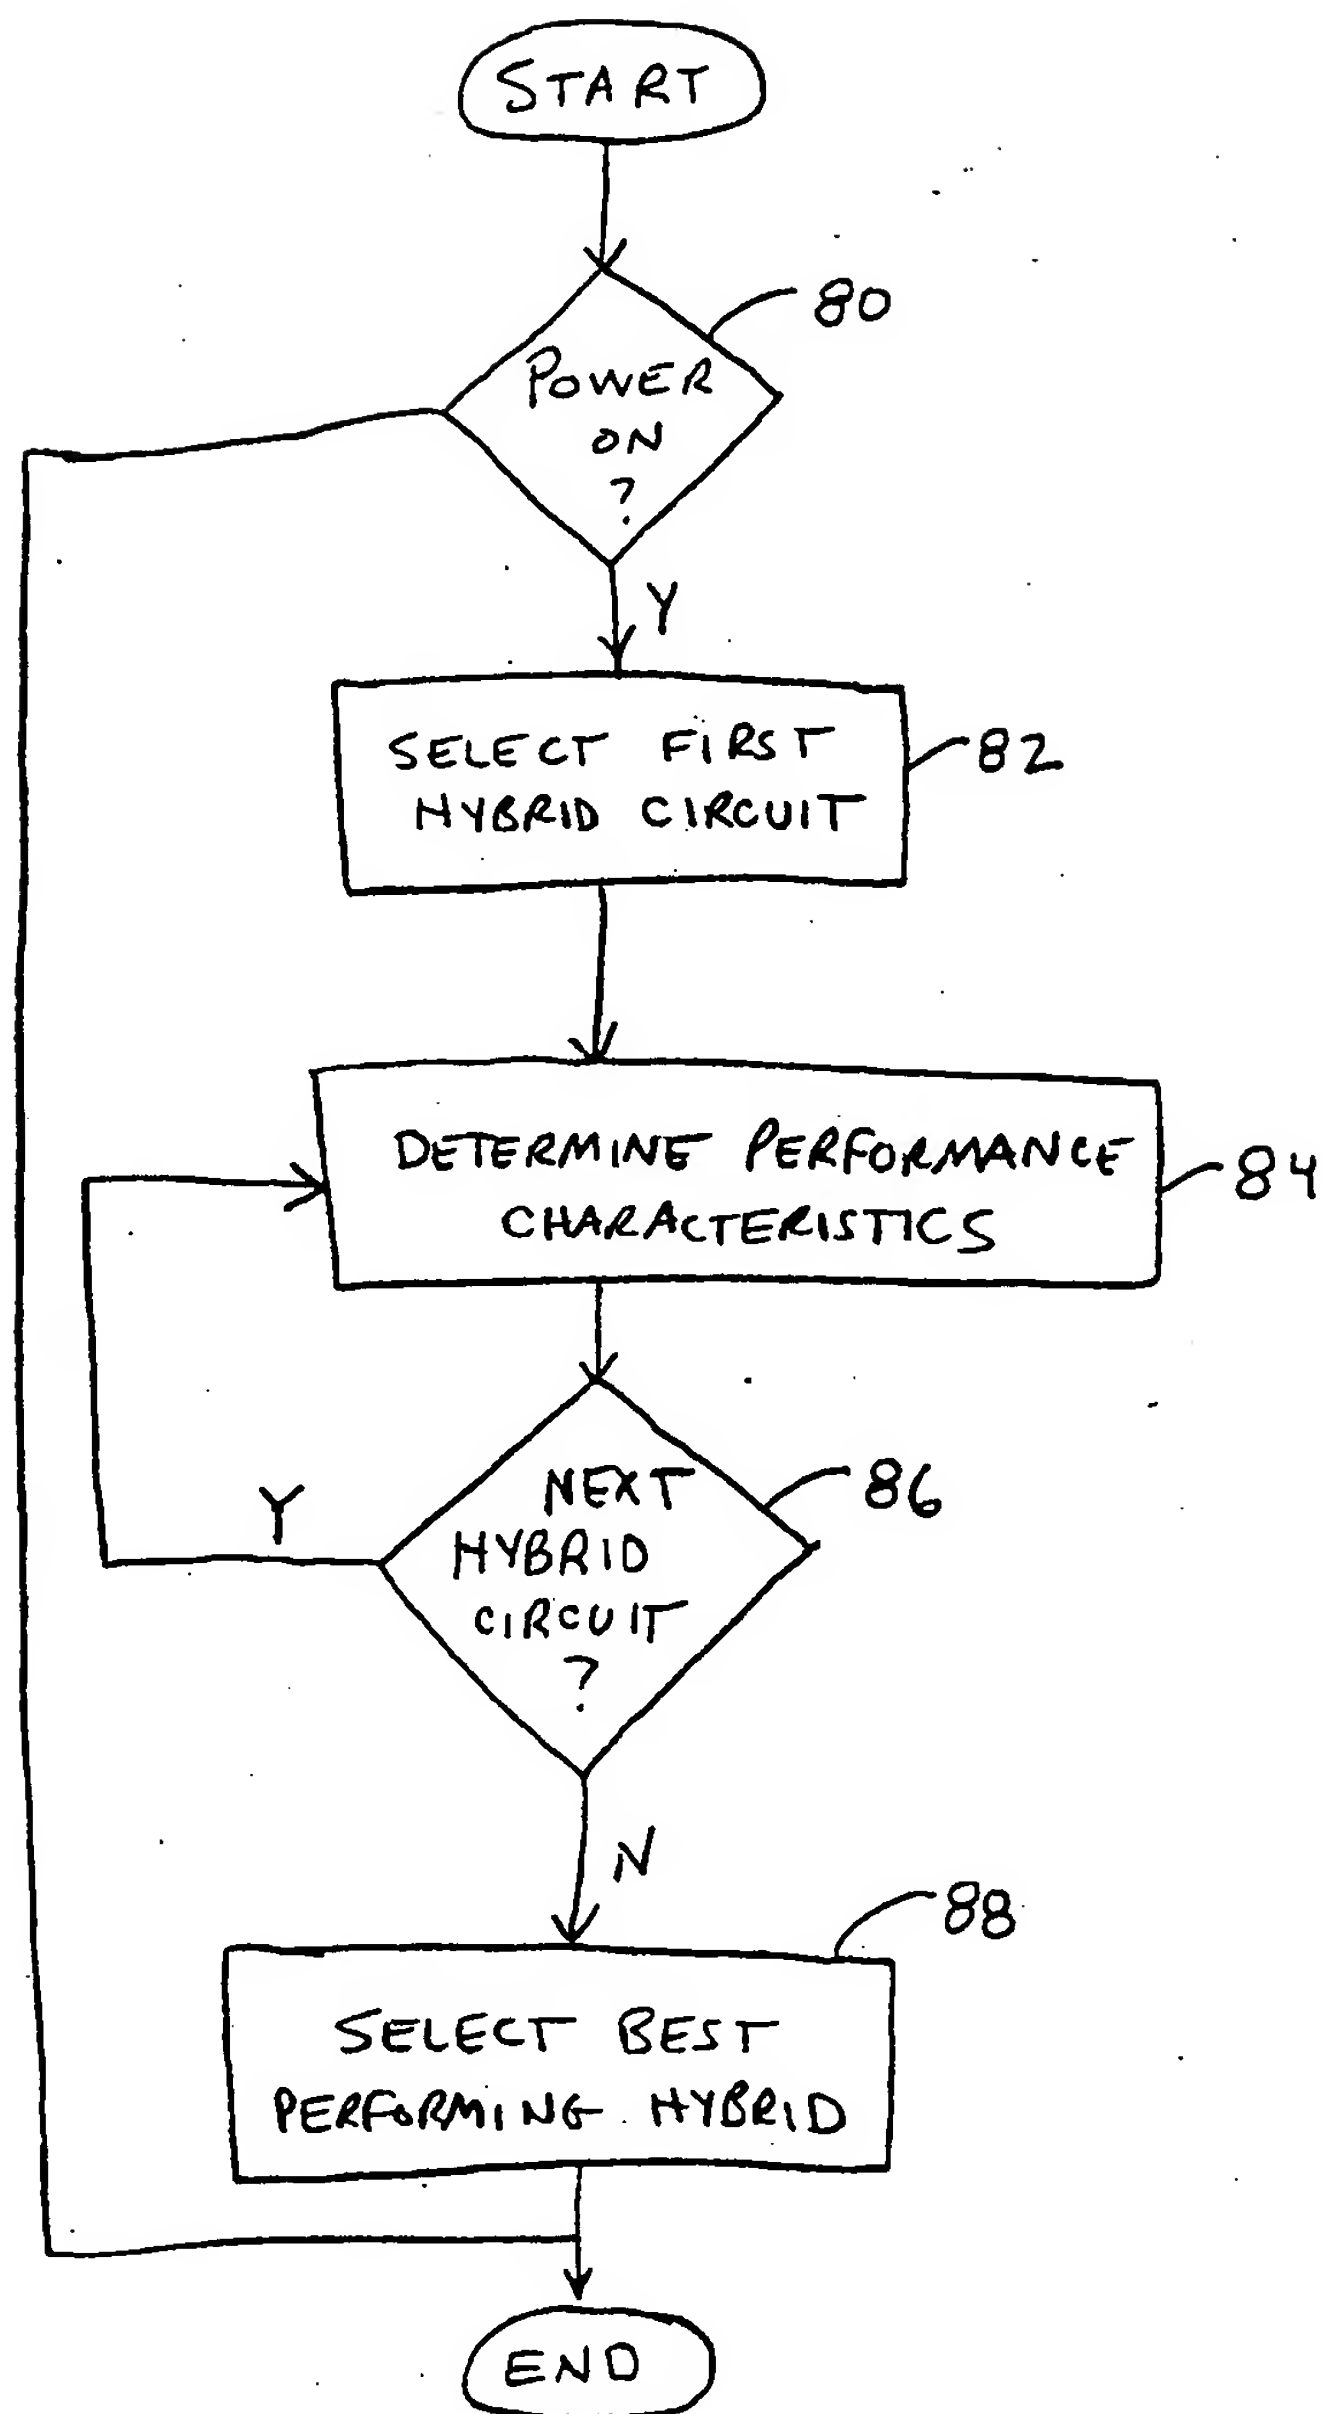 START
80
POWER
ON
?
Y
SELECT FIRST
HYBRID CIRCUIT
82
DETERMINE PERFORMANCE
CHARACTERISTICS
84
NEXT
HYBRID
CIRCUIT
?
86
Y
N
88
SELECT BEST
PERFORMING HYBRID
END